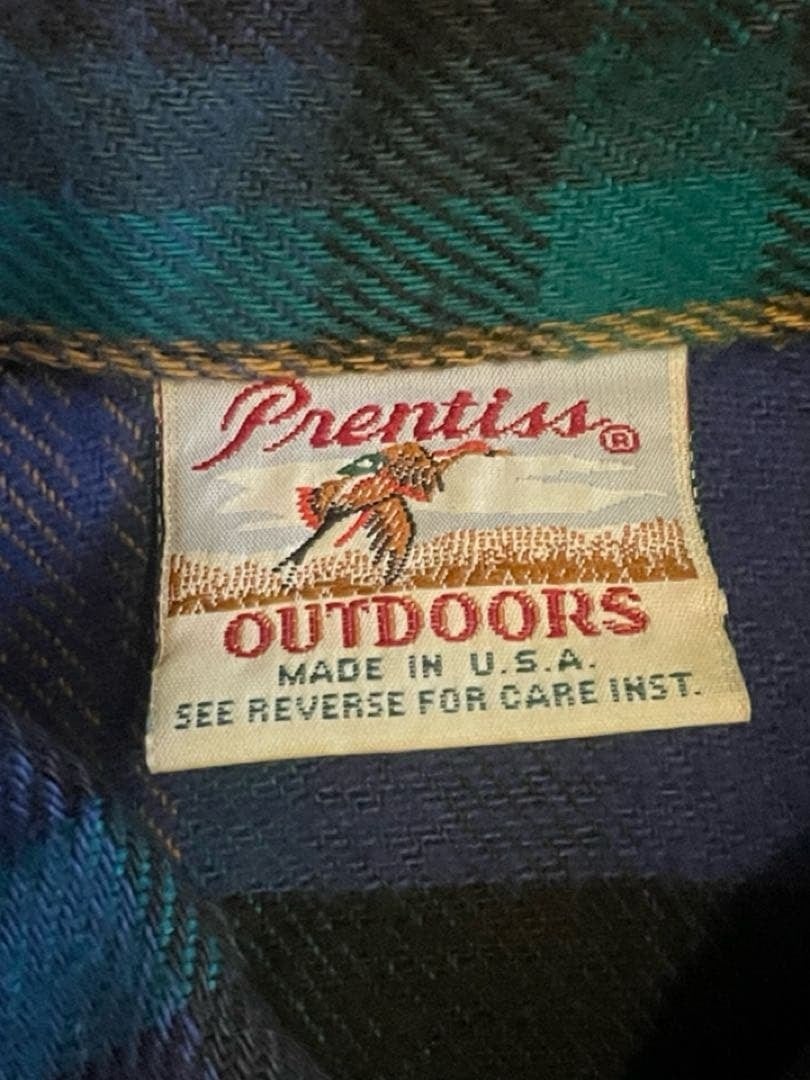 Prentiss®
OUTDOORS
MADE IN U.S.A.
SEE REVERSE FOR CARE INST.